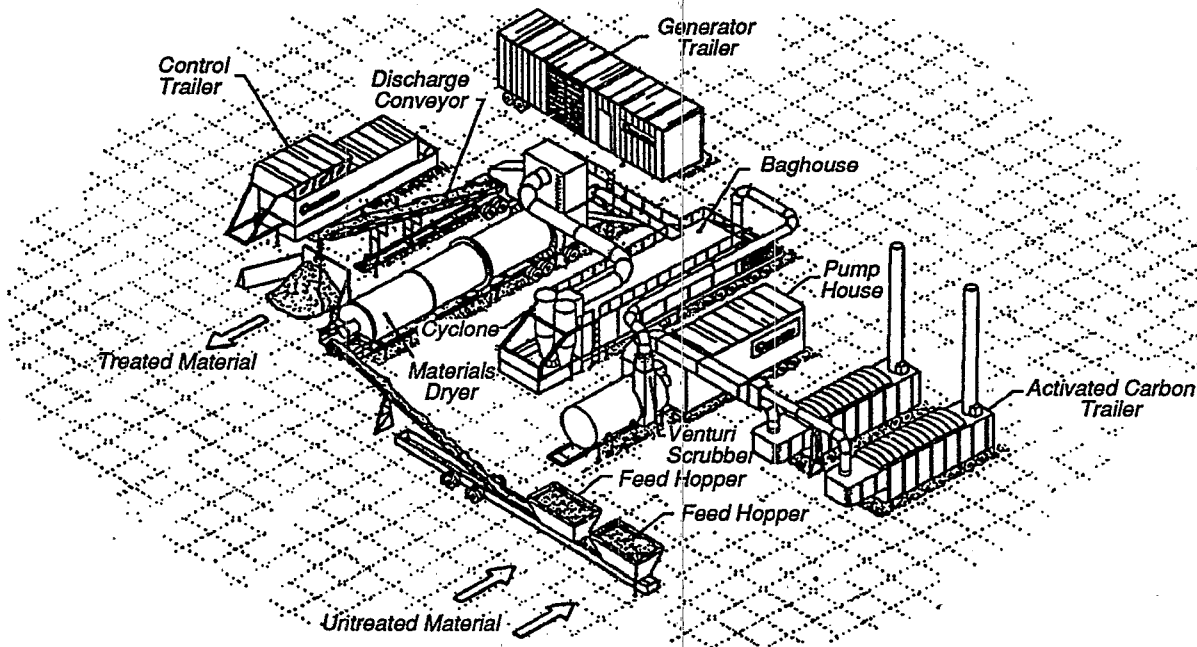 Generator
Trailer
Control
Trailer
Discharge
Conveyor
Baghouse
Pump
House
Cyclone
Treated Material
Materials
Dryer
Activated Carbon
Trailer
Venturi
Scrubber
Feed Hopper
Feed Hopper
Untreated Material